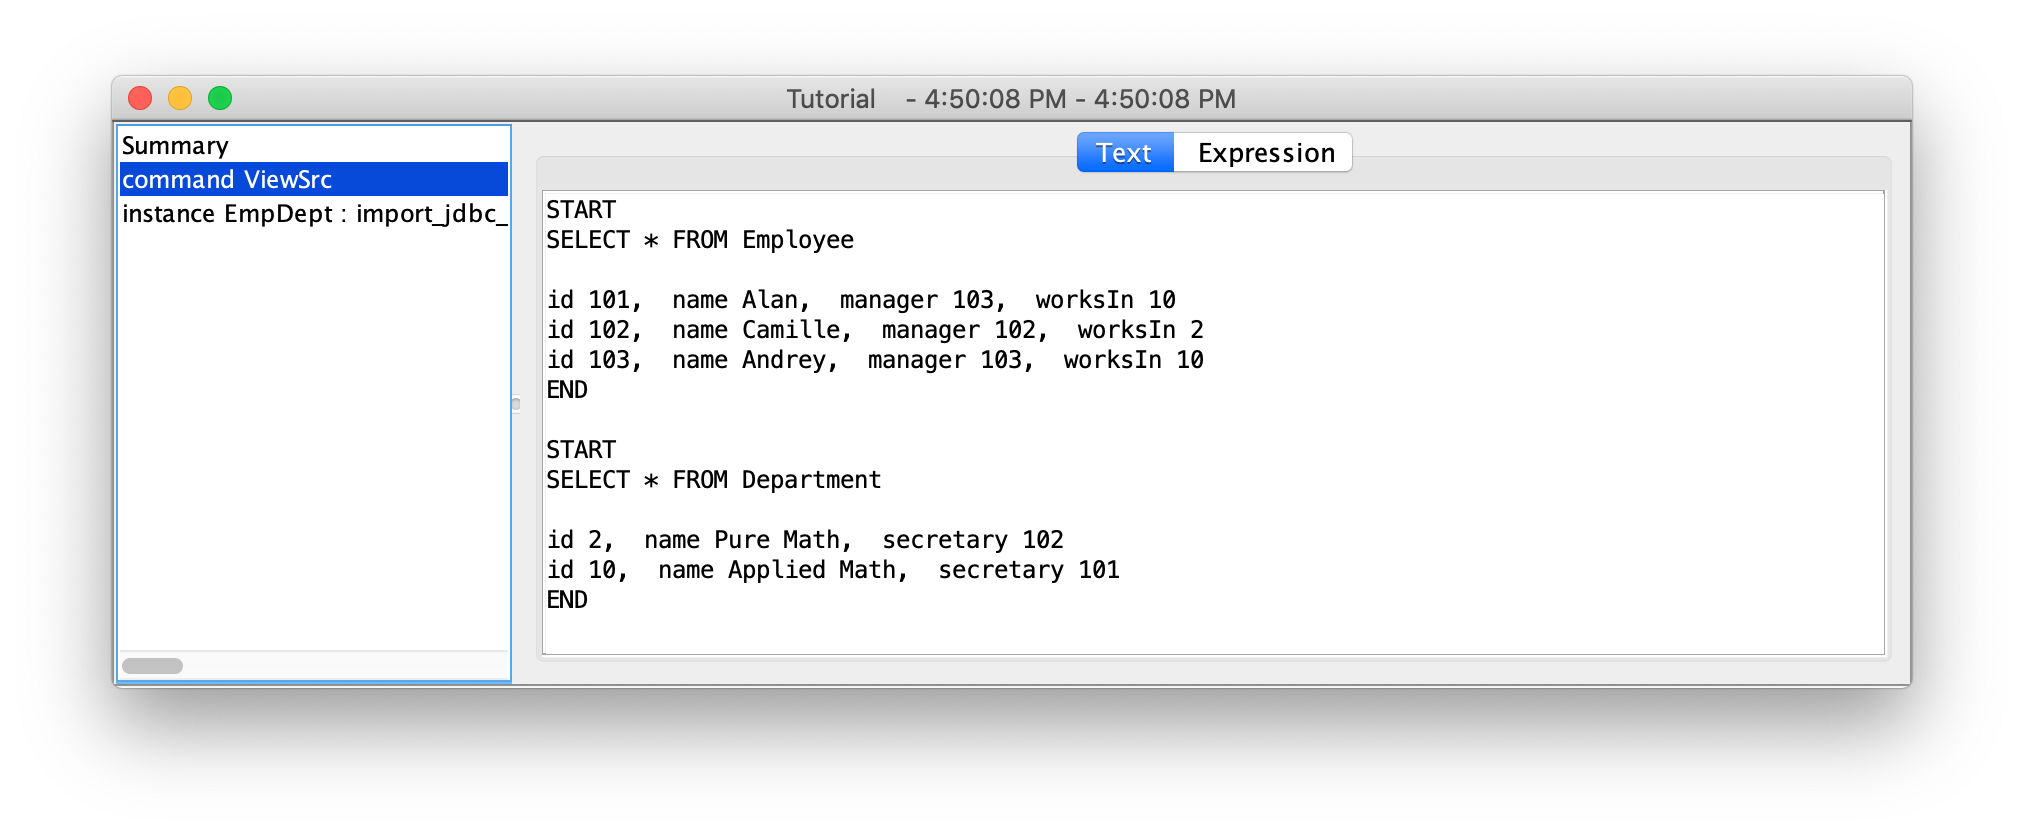 Tutorial - 4:50:08 PM - 4:50:08 PM
Summary
command ViewSrc
instance EmpDept : import_jdbc_
Text Expression
START
SELECT * FROM Employee
id 101, name Alan, manager 103, worksIn 10
id 102, name Camille, manager 102, worksIn 2
id 103, name Andrey, manager 103, worksIn 10
END
START
SELECT * FROM Department
id 2, name Pure Math, secretary 102
id 10, name Applied Math, secretary 101
END